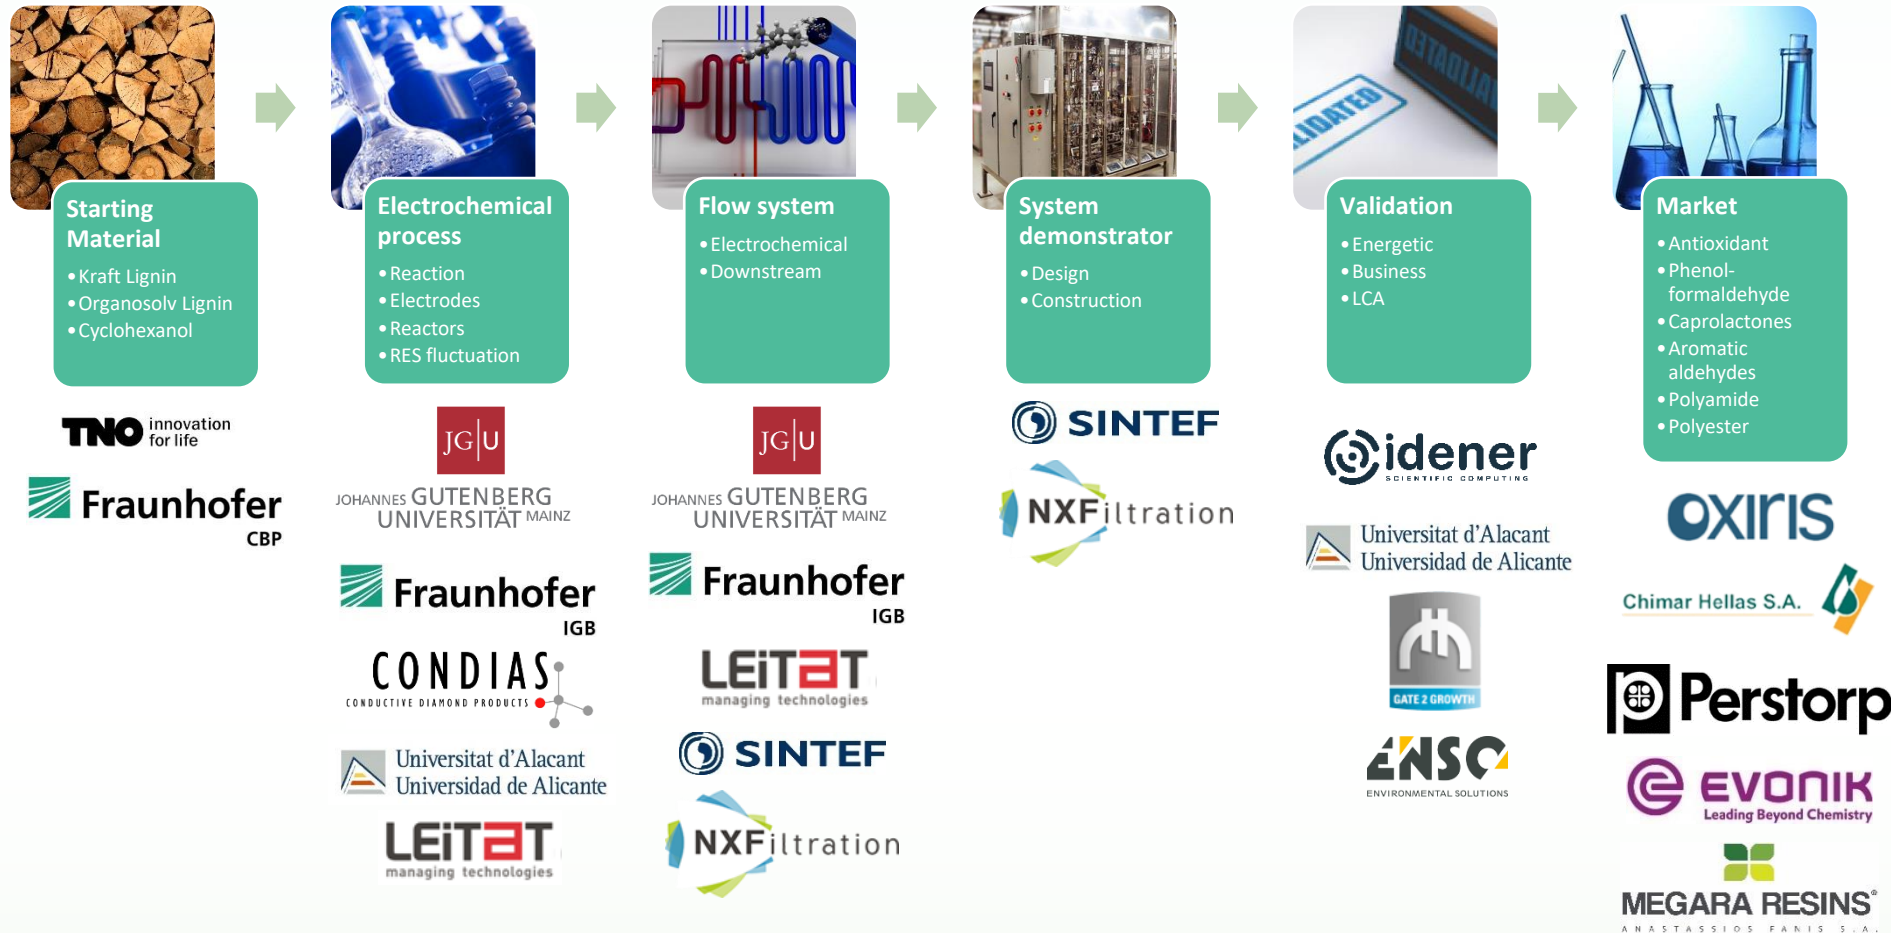 Starting
Material
•Kraft Lignin
•Organosolv Lignin
•Cyclohexanol
TNO innovation
for life
Fraunhofer
CBP
Electrochemical
process
•Reaction
•Electrodes
•Reactors
•RES fluctuation
JG|U
JOHANNES GUTENBERG
UNIVERSITÄT MAINZ
Fraunhofer
IGB
CONDIAS
CONDUCTIVE DIAMOND PRODUCTS
Universitat d'Alacant
Universidad de Alicante
LEiTAT
managing technologies
Flow system
•Electrochemical
•Downstream
JG|U
JOHANNES GUTENBERG
UNIVERSITÄT MAINZ
Fraunhofer
IGB
LEiTAT
managing technologies
SINTEF
NXFiltration
System
demonstrator
•Design
•Construction
SINTEF
NXFiltration
VALIDATED
LIDATED
Validation
•Energetic
•Business
•LCA
idener
SCIENTIFIC COMPUTING
Universitat d'Alacant
Universidad de Alicante
GATE 2 GROWTH
ENSO
ENVIRONMENTAL SOLUTIONS
Market
•Antioxidant
•Phenol-
formaldehyde
•Caprolactones
•Aromatic
aldehydes
•Polyamide
•Polyester
OXIRIS
Chimar Hellas S.A.
Perstorp
EVONIK
Leading Beyond Chemistry
MEGARA RESINS®
ANASTASSIOS FANIS S.A.